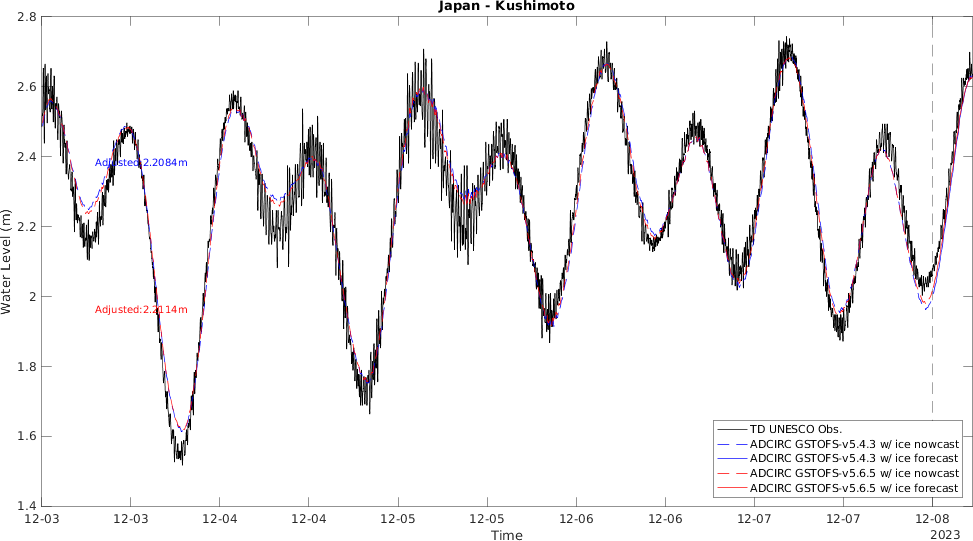 Japan - Kushimoto
2.8
2.6
2.4
2.2
2
1.8
1.6
1.4
Water Level (m)
Adjusted:2.2084m
Adjusted:2.2114m
TD UNESCO Obs.
ADCIRC GSTOFS-v5.4.3 w/ ice nowcast
ADCIRC GSTOFS-v5.4.3 w/ ice forecast
ADCIRC GSTOFS-v5.6.5 w/ ice nowcast
ADCIRC GSTOFS-v5.6.5 w/ ice forecast
12-03 12-03 12-04 12-04 12-05 12-05 12-06 12-06 12-07 12-07 12-08
Time 2023